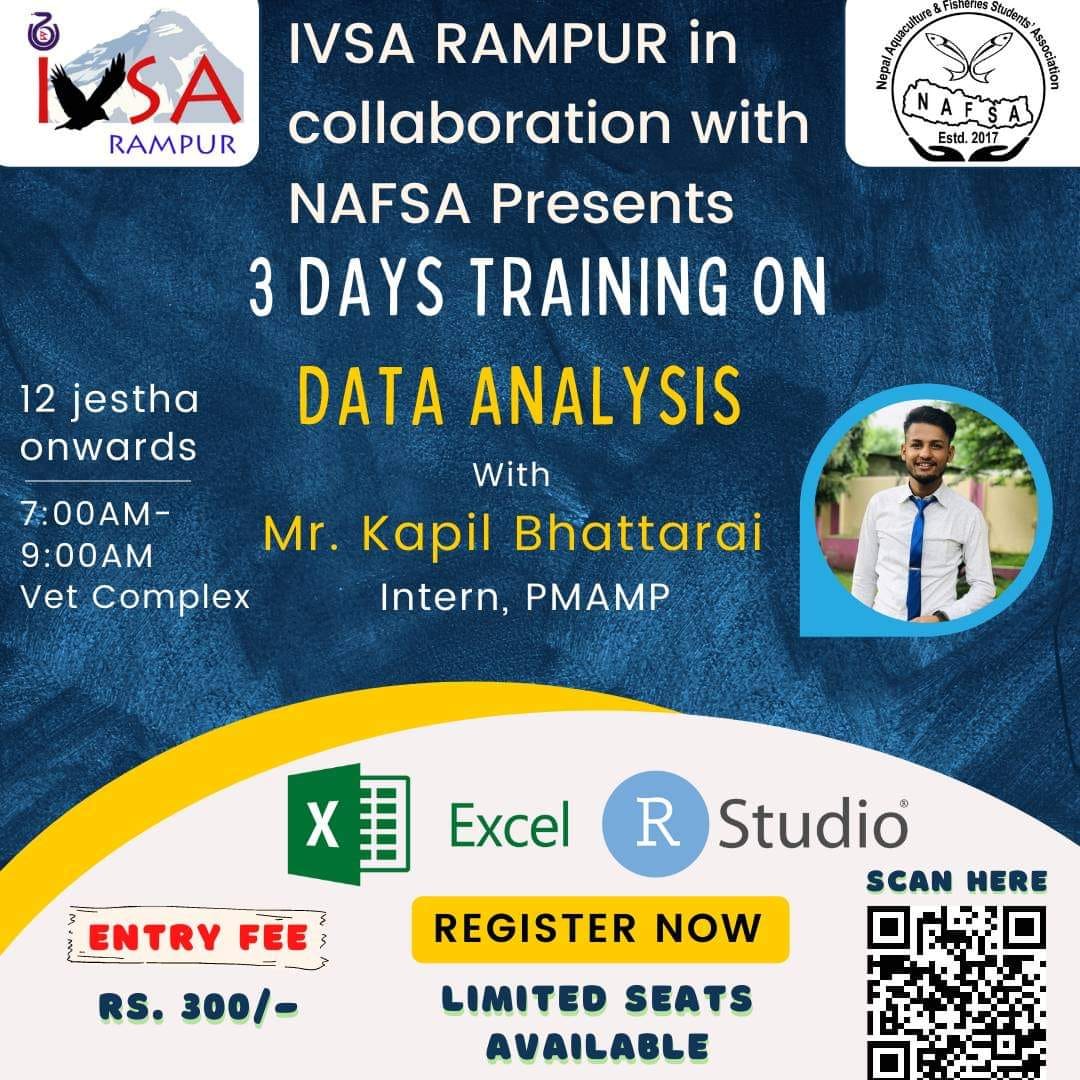 IVSA
RAMPUR
IVSA RAMPUR in
collaboration with
NAFSA Presents
Nepal Aquaculture & Fisheries Students' Association
NAFSA
Estd. 2017
3 DAYS TRAINING ON
DATA ANALYSIS
12 jestha
onwards
7:00AM-
9:00AM
Vet Complex
With
Mr. Kapil Bhattarai
Intern, PMAMP
X Excel
R Studio®
SCAN HERE
ENTRY FEE
RS. 300/-
REGISTER NOW
LIMITED SEATS
AVAILABLE